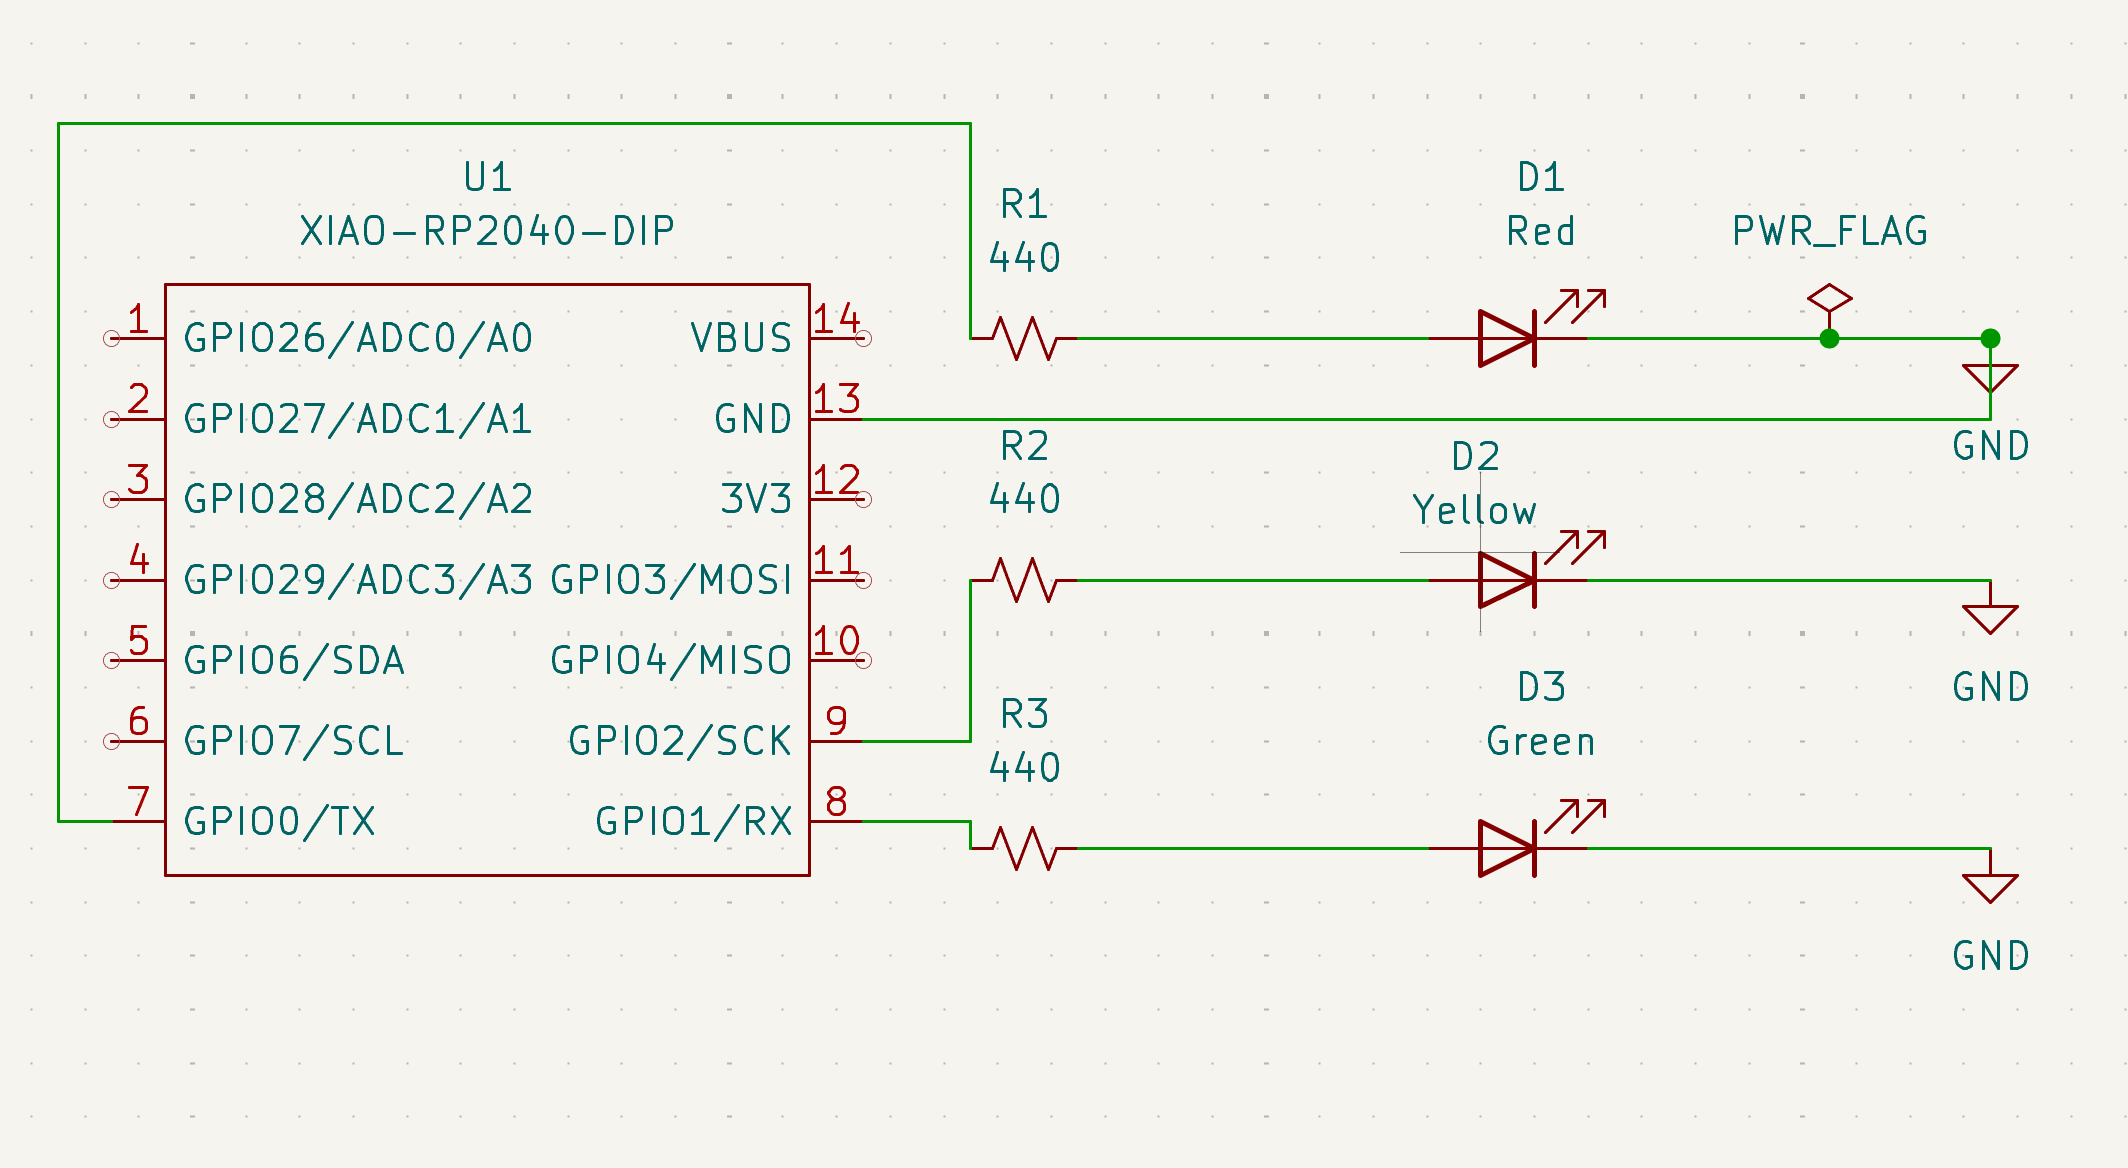 U1
XIAO-RP2040-DIP
1 GPIO26/ADC0/A0 VBUS 14
2 GPIO27/ADC1/A1 GND 13
3 GPIO28/ADC2/A2 3V3 12
4 GPIO29/ADC3/A3 GPIO3/MOSI 11
5 GPIO6/SDA GPIO4/MISO 10
6 GPIO7/SCL GPIO2/SCK 9
7 GPIO0/TX GPIO1/RX 8
R1
440
D1
Red
PWR_FLAG
GND
R2
440
D2
Yellow
GND
R3
440
D3
Green
GND